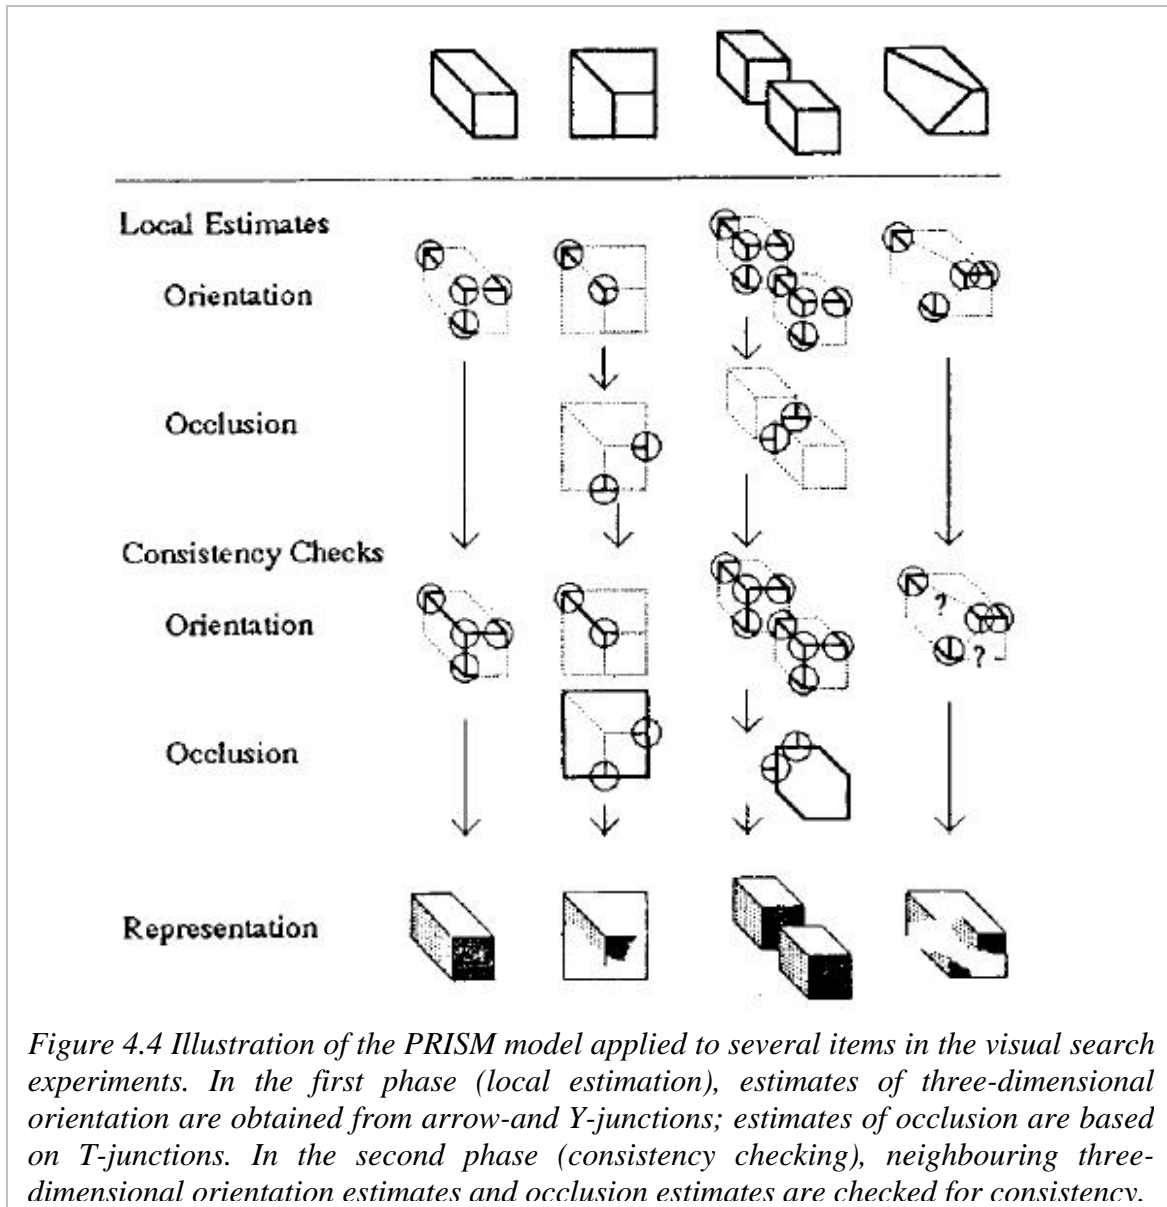 Local Estimates
Orientation
Occlusion
Consistency Checks
Orientation
? ?
Occlusion
Representation
Figure 4.4 Illustration of the PRISM model applied to several items in the visual search
experiments. In the first phase (local estimation), estimates of three-dimensional
orientation are obtained from arrow-and Y-junctions; estimates of occlusion are based
on T-junctions. In the second phase (consistency checking), neighbouring three-
dimensional orientation estimates and occlusion estimates are checked for consistency.